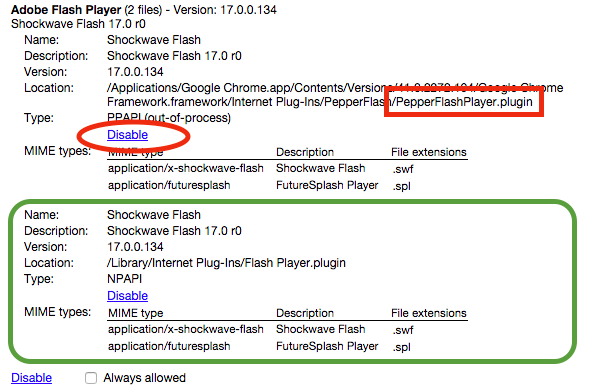 Adobe Flash Player (2 files) - Version: 17.0.0.134
Shockwave Flash 17.0 r0
Name: Shockwave Flash
Description: Shockwave Flash 17.0 r0
Version: 17.0.0.134
Location: /Applications/Google Chrome.app/Contents/Versions/41.0.2272.104/Google Chrome
Framework.framework/Internet Plug-Ins/PepperFlash/PepperFlashPlayer.plugin
Type: PPAPI (out-of-process)
Disable
MIME types: MIME type Description File extensions
application/x-shockwave-flash Shockwave Flash .swf
application/futuresplash FutureSplash Player .spl
Name: Shockwave Flash
Description: Shockwave Flash 17.0 r0
Version: 17.0.0.134
Location: /Library/Internet Plug-Ins/Flash Player.plugin
Type: NPAPI
Disable
MIME types: MIME type Description File extensions
application/x-shockwave-flash Shockwave Flash .swf
application/futuresplash FutureSplash Player .spl
Disable Always allowed